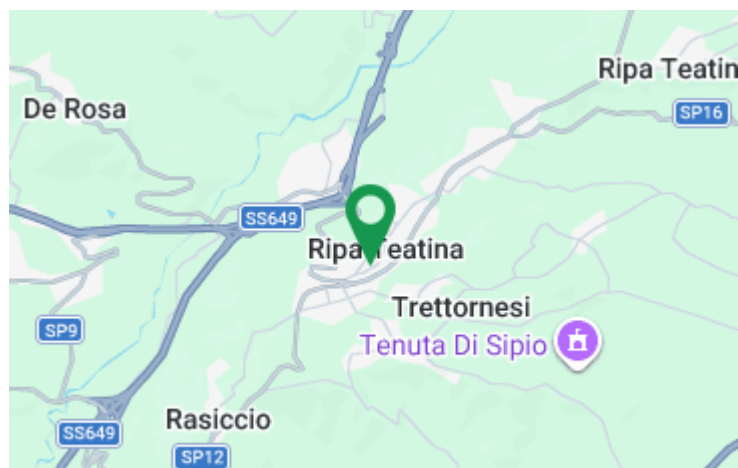 Ripa Teatin
De Rosa
SP16
SS649
Ripa Teatina
Trettornesi
SP9
Tenuta Di Sipio
Rasiccio
SS649
SP12